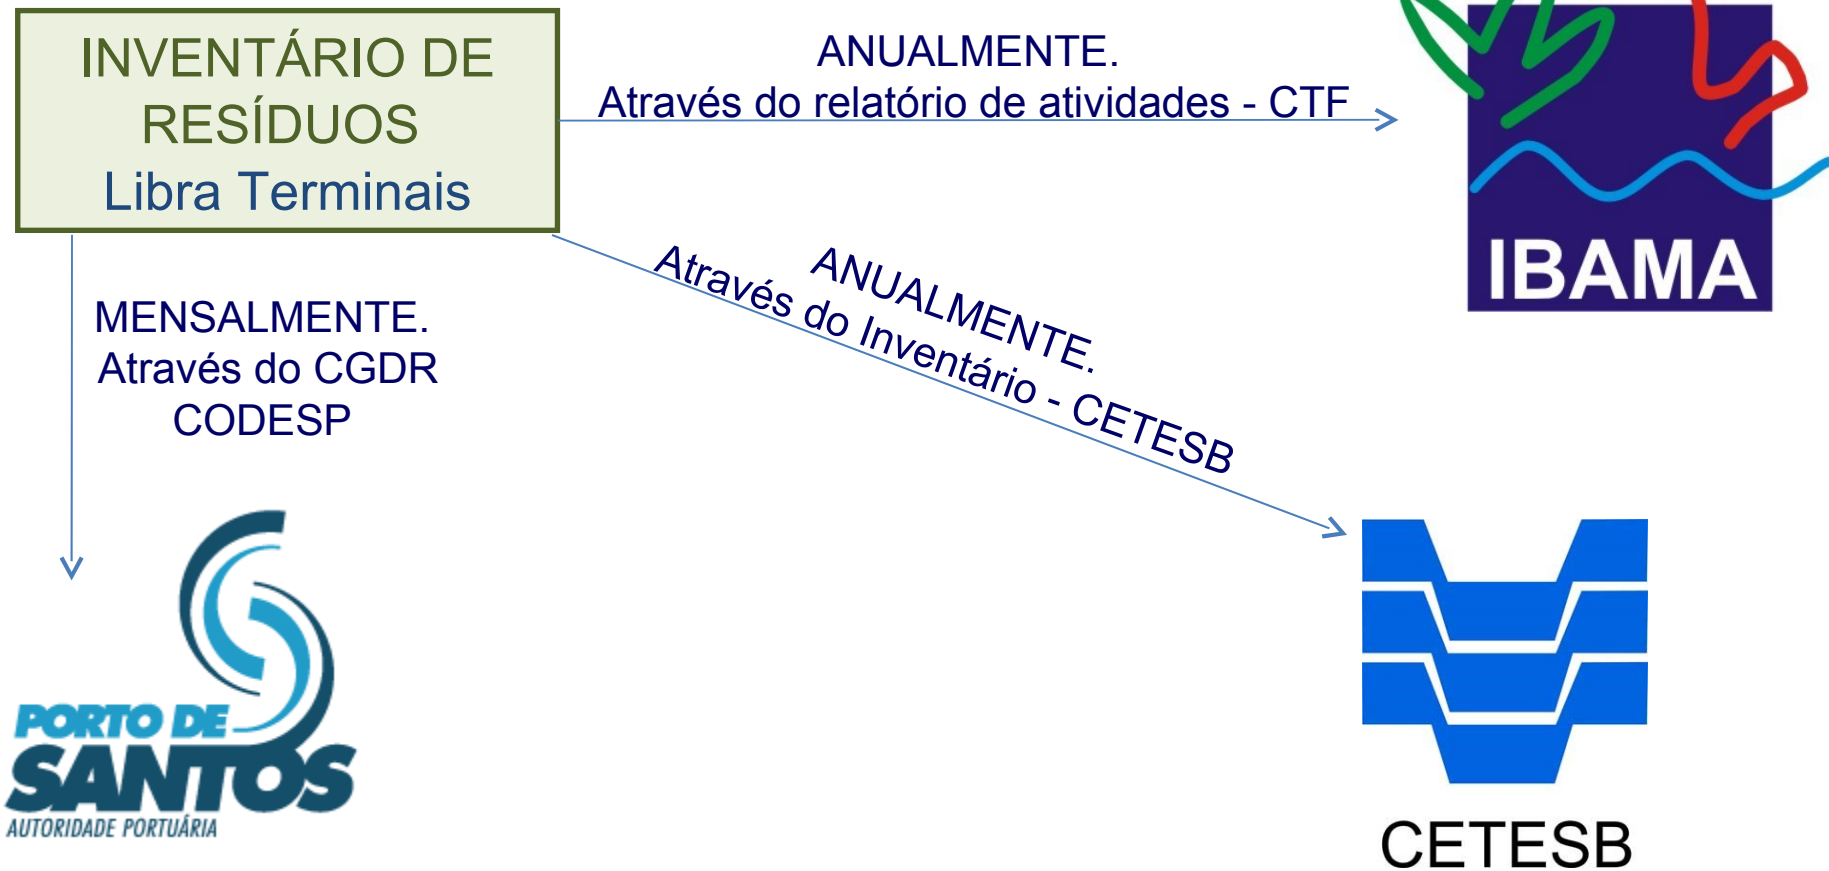 INVENTÁRIO DE
RESÍDUOS
Libra Terminais
ANUALMENTE.
Através do relatório de atividades - CTF
IBAMA
MENSALMENTE.
Através do CGDR
CODESP
ANUALMENTE.
Através do Inventário - CETESB
PORTO DE
SANTOS
AUTORIDADE PORTUÁRIA
CETESB